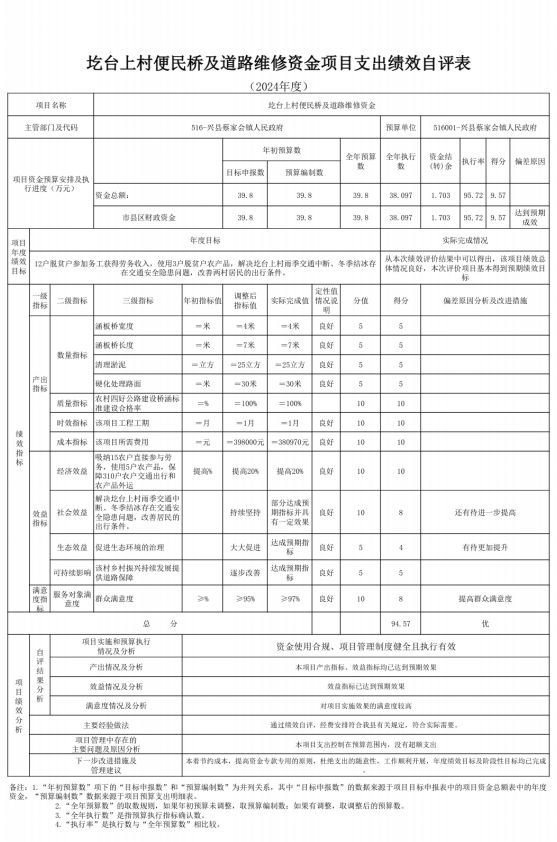 圪台上村便民桥及道路维修资金项目支出绩效自评表
（2024年度）
项目名称 圪台上村便民桥及道路维修资金
主管部门及代码 516-兴县蔡家会镇人民政府 预算单位 516001-兴县蔡家会镇人民政府
项目资金预算安排及执行进度（万元） 年初预算数 全年预算数 全年执行数 资金结(转)余 执行率 得分 偏差原因
目标申报数 预算编制数
资金总额： 39.8 39.8 39.8 38.097 1.703 95.72 9.57
市县区财政资金 39.8 39.8 39.8 38.097 1.703 95.72 9.57 达到预期成效
项目年度绩效目标 年度目标 实际完成情况
12户脱贫户参加务工获得劳务收入，使用3户脱贫户农产品，解决圪台上村雨季交通中断、冬季结冰存在交通安全隐患问题，改善两村居民的出行条件。 从本次绩效评价结果中可以得出，该项目绩效总体情况良好，本次评价项目基本得到预期绩效目标
绩效指标 一级指标 二级指标 三级指标 年初指标值 调整后指标值 实际完成值 定性值情况说明 分值 得分 偏差原因分析及改进措施
产出指标 数量指标 涵板桥宽度 ＝米 ＝4米 ＝4米 良好 5 5
涵板桥长度 ＝米 ＝7米 ＝7米 良好 5 5
清理淤泥 ＝立方 ＝25立方 ＝25立方 良好 5 5
硬化处理路面 ＝米 ＝30米 ＝30米 良好 5 5
质量指标 农村四好公路建设桥涵标准建设合格率 ＝% ＝100% ＝100% 10 10
时效指标 该项目工程工期 ＝月 ＝1月 ＝1月 良好 10 10
成本指标 该项目所需费用 ＝元 ＝398000元 ＝380970元 良好 10 10
效益指标 经济效益 吸纳15农户直接参与劳务，使用5户农产品，保障310户农户交通出行和农产品外运 提高% 提高20% 提高20% 良好 10 10
社会效益 解决圪台上村雨季交通中断、冬季结冰存在交通安全隐患问题，改善居民的出行条件。 持续坚持 部分达成预期指标并具有一定效果 良好 10 8 还有待进一步提高
生态效益 促进生态环境的治理 大大促进 达成预期指标 良好 5 4 有待更加提升
可持续影响 该村乡村振兴持续发展提供道路保障 逐步改善 达成预期指标 良好 5 5
满意度指标 服务对象满意度 群众满意度 ≥% ≥95% ≥97% 良好 10 8 提高群众满意度
总 分 94.57 优
项目绩效分析 自评结果分析 项目实施和预算执行情况及分析 资金使用合规、项目管理制度健全且执行有效
产出情况及分析 本项目产出指标、效益指标均已达到预期效果
效益情况及分析 效益指标已达到预期效果
满意度情况及分析 对项目实施效果的满意度较高
主要经验做法 通过绩效自评，经费安排符合我县有关规定，符合实际需要。
项目管理中存在的主要问题及原因分析 本项目支出控制在预算范围内，没有超额支出
下一步改进措施及管理建议 本着节约成本，提高资金专款专用的原则，杜绝支出的随意性，工作顺利开展，年度绩效目标及阶段性目标均已完成。
备注：1.“年初预算数”项下的“目标申报数”和“预算编制数”为并列关系，其中“目标申报数”的数据来源于项目目标申报表中的项目资金总额表中的年度
资金，“预算编制数”数据来源于项目预算支出明细表。
2.“全年预算数”的取数规则，如果年初预算未调整，取预算编制数；如果有调整，取调整后的预算数。
3.“全年执行数”是指预算执行指标确认数。
4.“执行率”是执行数与“全年预算数”相比较。